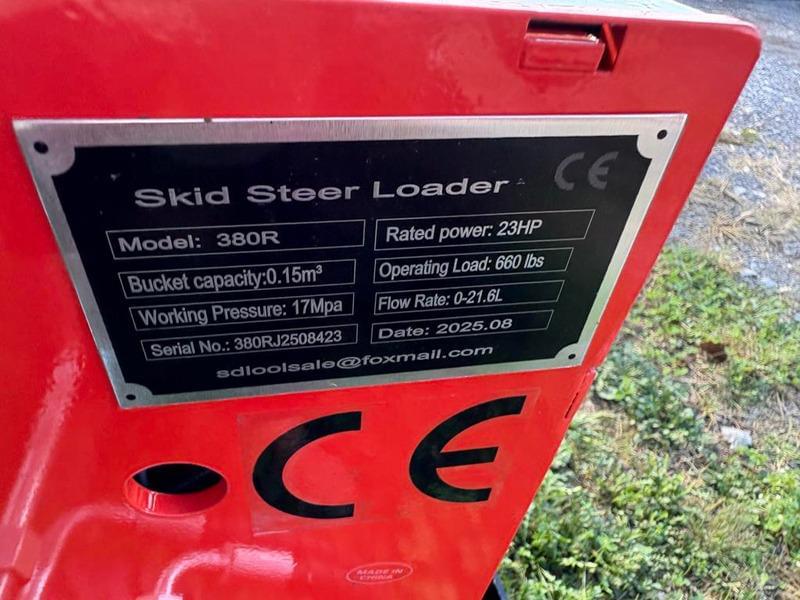 Skid Steer Loader CE
Model: 380R
Rated power: 23HP
Bucket capacity:0.15m³
Operating Load: 660 lbs
Working Pressure: 17Mpa
Flow Rate: 0-21.6L
Serial No.: 380RJ2508423
Date: 2025.08
sdloolsale@foxmail.com
CE
MADE IN
CHINA